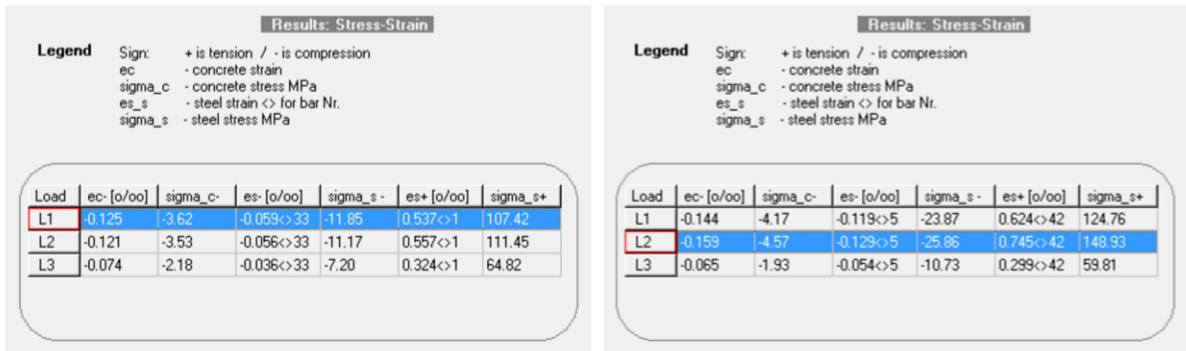 Results: Stress-Strain
Legend Sign: + is tension / - is compression
ec - concrete strain
sigma_c - concrete stress MPa
es_s - steel strain <> for bar Nr.
sigma_s - steel stress MPa
Load ec- [o/oo] sigma_c- es- [o/oo] sigma_s - es+ [o/oo] sigma_s+
L1 -0.125 -3.62 -0.059<>33 -11.85 0.537<>1 107.42
L2 -0.121 -3.53 -0.056<>33 -11.17 0.557<>1 111.45
L3 -0.074 -2.18 -0.036<>33 -7.20 0.324<>1 64.82
Results: Stress-Strain
Legend Sign: + is tension / - is compression
ec - concrete strain
sigma_c - concrete stress MPa
es_s - steel strain <> for bar Nr.
sigma_s - steel stress MPa
Load ec- [o/oo] sigma_c- es- [o/oo] sigma_s - es+ [o/oo] sigma_s+
L1 -0.144 -4.17 -0.119<>5 -23.87 0.624<>42 124.76
L2 -0.159 -4.57 -0.129<>5 -25.86 0.745<>42 148.93
L3 -0.065 -1.93 -0.054<>5 -10.73 0.299<>42 59.81